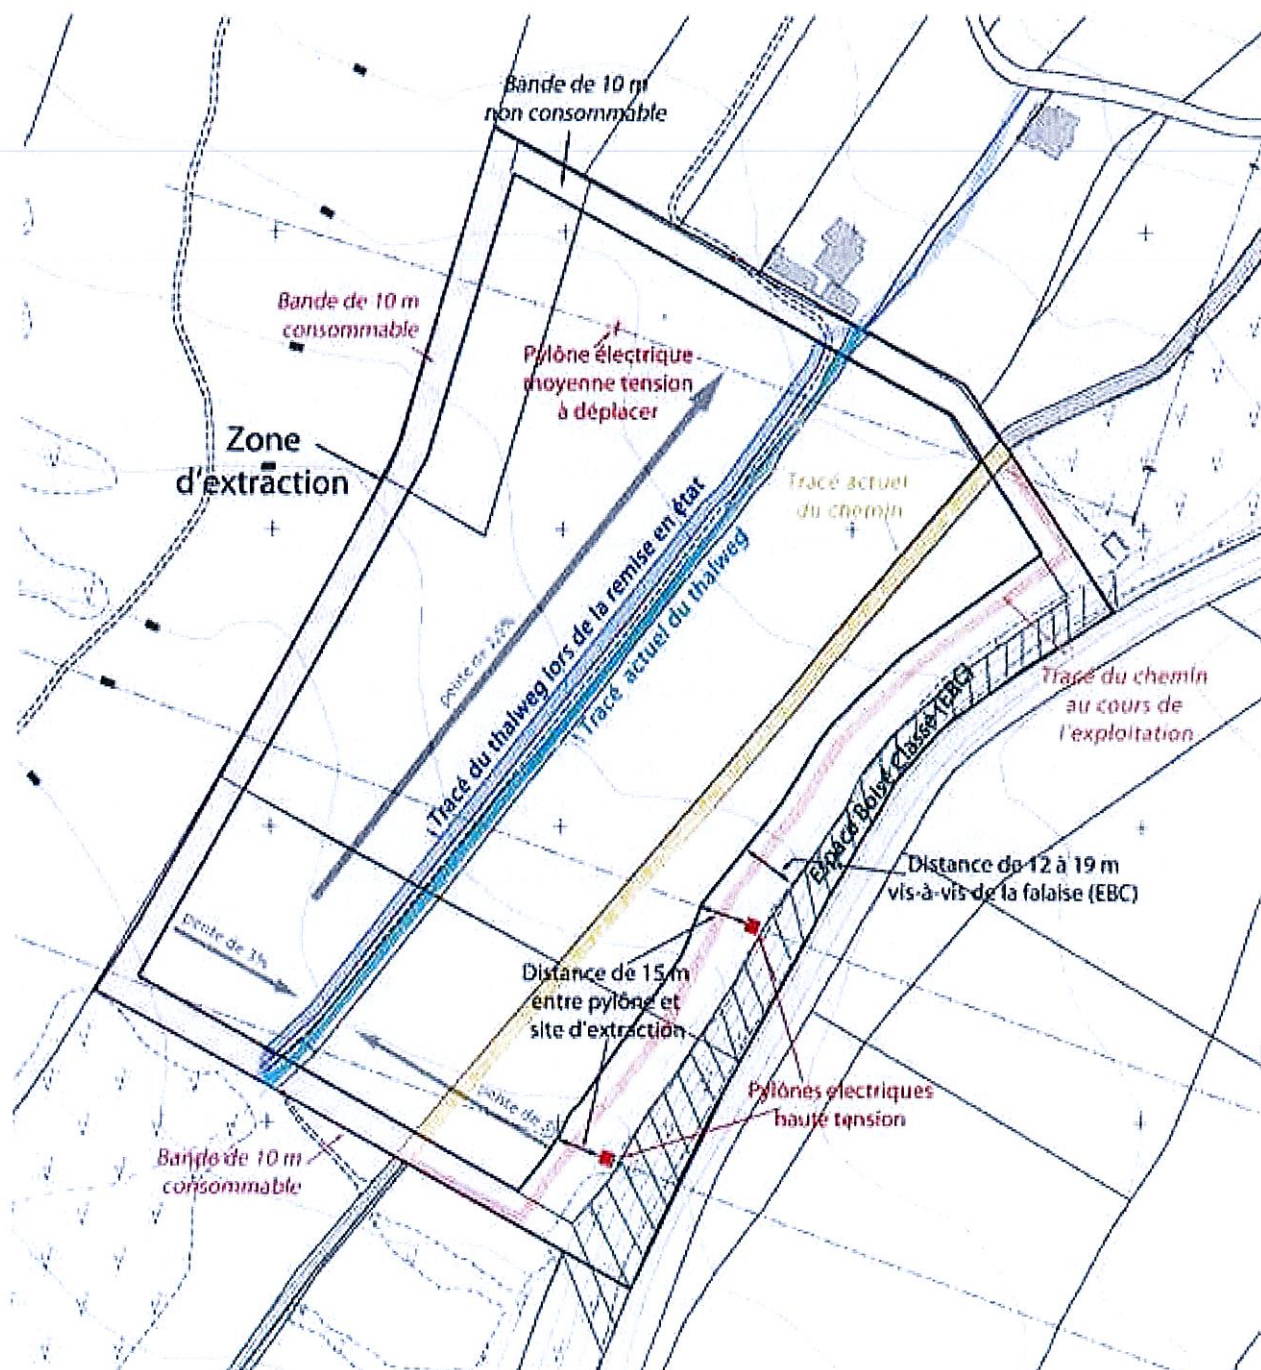 Bande de 10 m
non consommable
Bande de 10 m
consommable
Pylône électrique
moyenne tension
à déplacer
Zone
d'extraction
Tracé actuel
du chemin
Tracé du thalweg lors de la remise en état
Tracé actuel du thalweg
pente de
Tracé du chemin
au cours de
l'exploitation
Espace Boisé Classé (EBC)
Distance de 12 à 19 m
vis-à-vis de la falaise (EBC)
pente de 3%
Distance de 15 m
entre pylône et
site d'extraction
pente de
Pylônes électriques
haute tension
Bande de 10 m
consommable